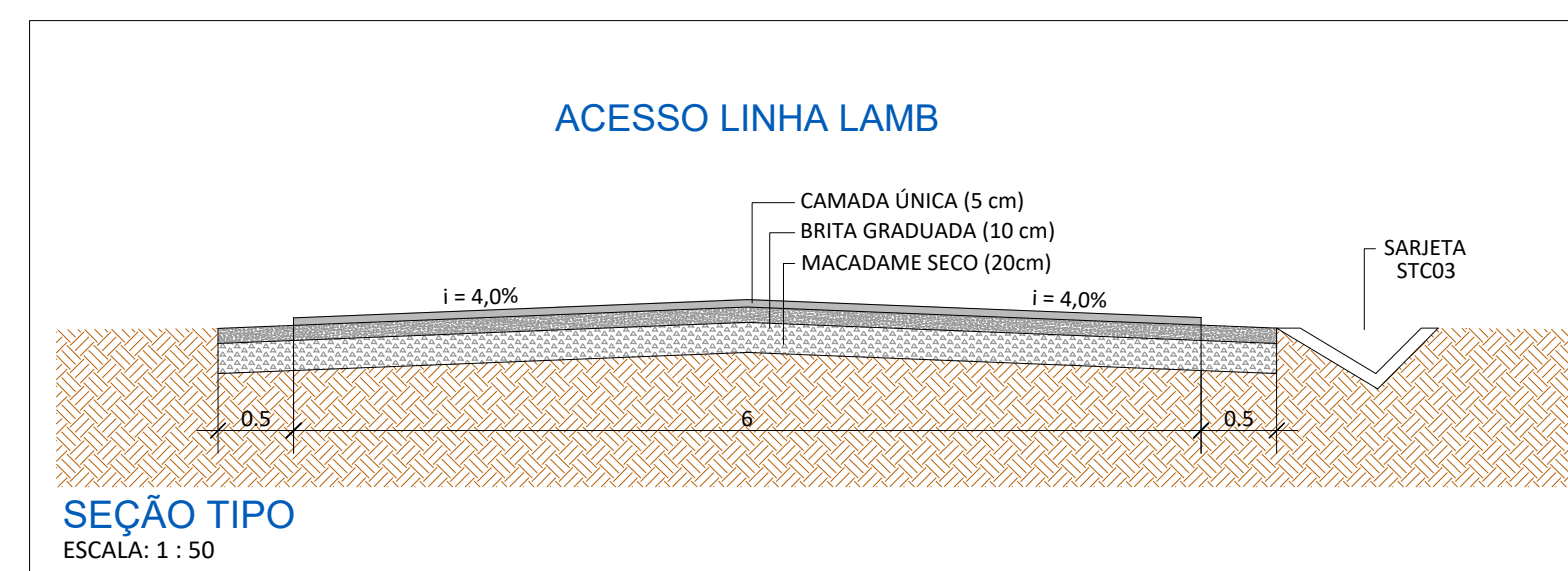 ACESSO LINHA LAMB
CAMADA ÚNICA (5 cm)
BRITA GRADUADA (10 cm)
MACADAME SECO (20cm)
SARJETA
STC03
i = 4,0%
i = 4,0%
0.5
6
0.5
SEÇÃO TIPO
ESCALA: 1 : 50